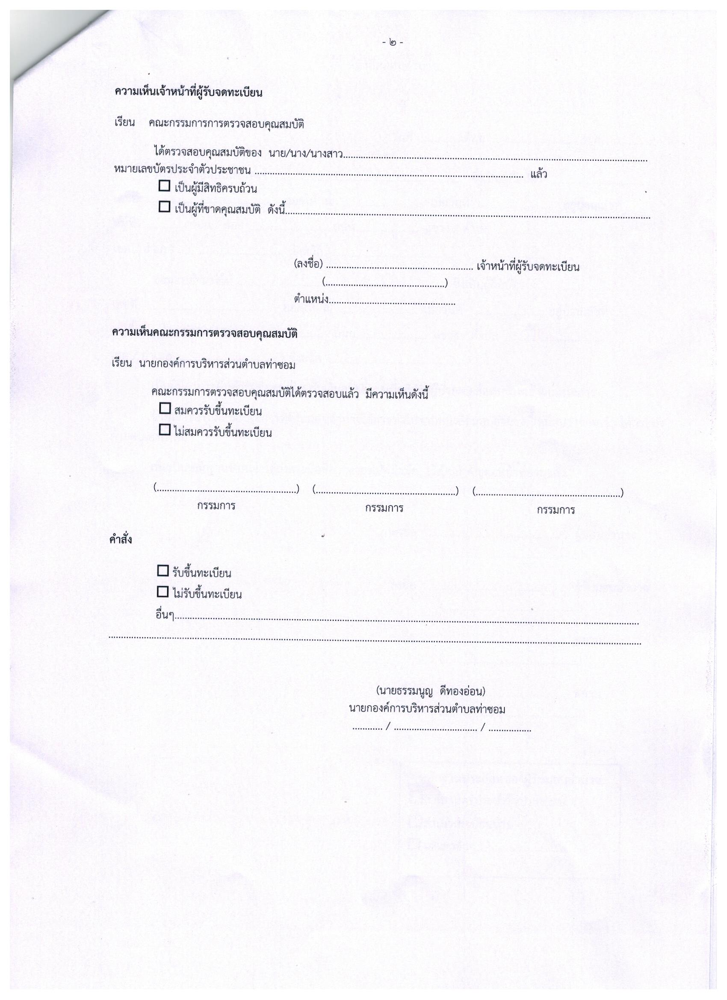 - ๒ -
ความเห็นเจ้าหน้าที่ผู้รับจดทะเบียน
เรียน คณะกรรมการการตรวจสอบคุณสมบัติ
ได้ตรวจสอบคุณสมบัติของ นาย/นาง/นางสาว..........................................................................
หมายเลขบัตรประจำตัวประชาชน .......................................................................... แล้ว
☐ เป็นผู้มีสิทธิครบถ้วน
☐ เป็นผู้ที่ขาดคุณสมบัติ ดังนี้..........................................................................
(ลงชื่อ) .......................................................... เจ้าหน้าที่ผู้รับจดทะเบียน
(...............................................)
ตำแหน่ง..................................................
ความเห็นคณะกรรมการตรวจสอบคุณสมบัติ
เรียน นายกองค์การบริหารส่วนตำบลท่าซอม
คณะกรรมการตรวจสอบคุณสมบัติได้ตรวจสอบแล้ว มีความเห็นดังนี้
☐ สมควรรับขึ้นทะเบียน
☐ ไม่สมควรรับขึ้นทะเบียน
(.......................................................) (.......................................................) (.........................................................)
กรรมการ กรรมการ กรรมการ
คำสั่ง
☐ รับขึ้นทะเบียน
☐ ไม่รับขึ้นทะเบียน
อื่นๆ..........................................................................
..........................................................................
(นายธรรมนูญ ดีทองอ่อน)
นายกองค์การบริหารส่วนตำบลท่าซอม
............ / ................................. / .................